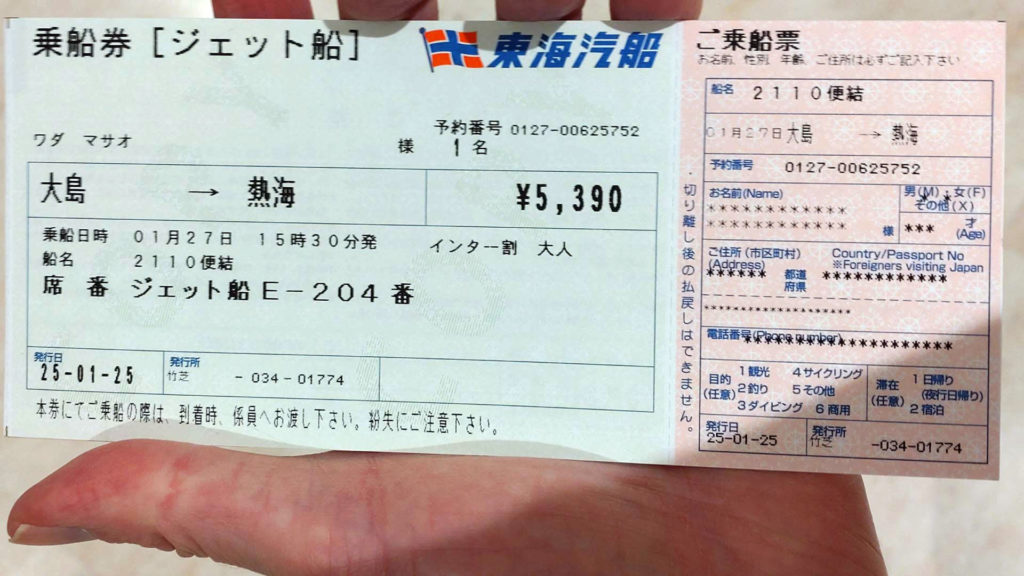 乗船券［ジェット船］
東海汽船
予約番号 0127-00625752
ワダ マサオ 様 1名
大島 → 熱海 ¥5,390
乗船日時 01月27日 15時30分発 インター割 大人
船名 2110便結
席番 ジェット船E-204番
発行日 25-01-25
発行所 竹芝 -034-01774
本券にてご乗船の際は、到着時、係員へお渡し下さい。紛失にご注意下さい。
・切り離し後の払戻しはできません。
ご乗船票
お名前、性別、年齢、ご住所は必ずご記入下さい
船名 2110便結
01月27日大島 → 熱海
予約番号 0127-00625752
お名前(Name) 男(M)・女(F)
その他(X)
************
************ 様 *** 才
(Age)
ご住所(市区町村) Country/Passport No
(Address) ※Foreigners visiting Japan
****** 都道府県 ************
********************
電話番号(Phone number)
********************
目的(任意) 1観光 4サイクリング
2釣り 5その他
3ダイビング 6商用
滞在(任意) 1日帰り
(夜行日帰り)
2宿泊
発行日 25-01-25
発行所 竹芝 -034-01774